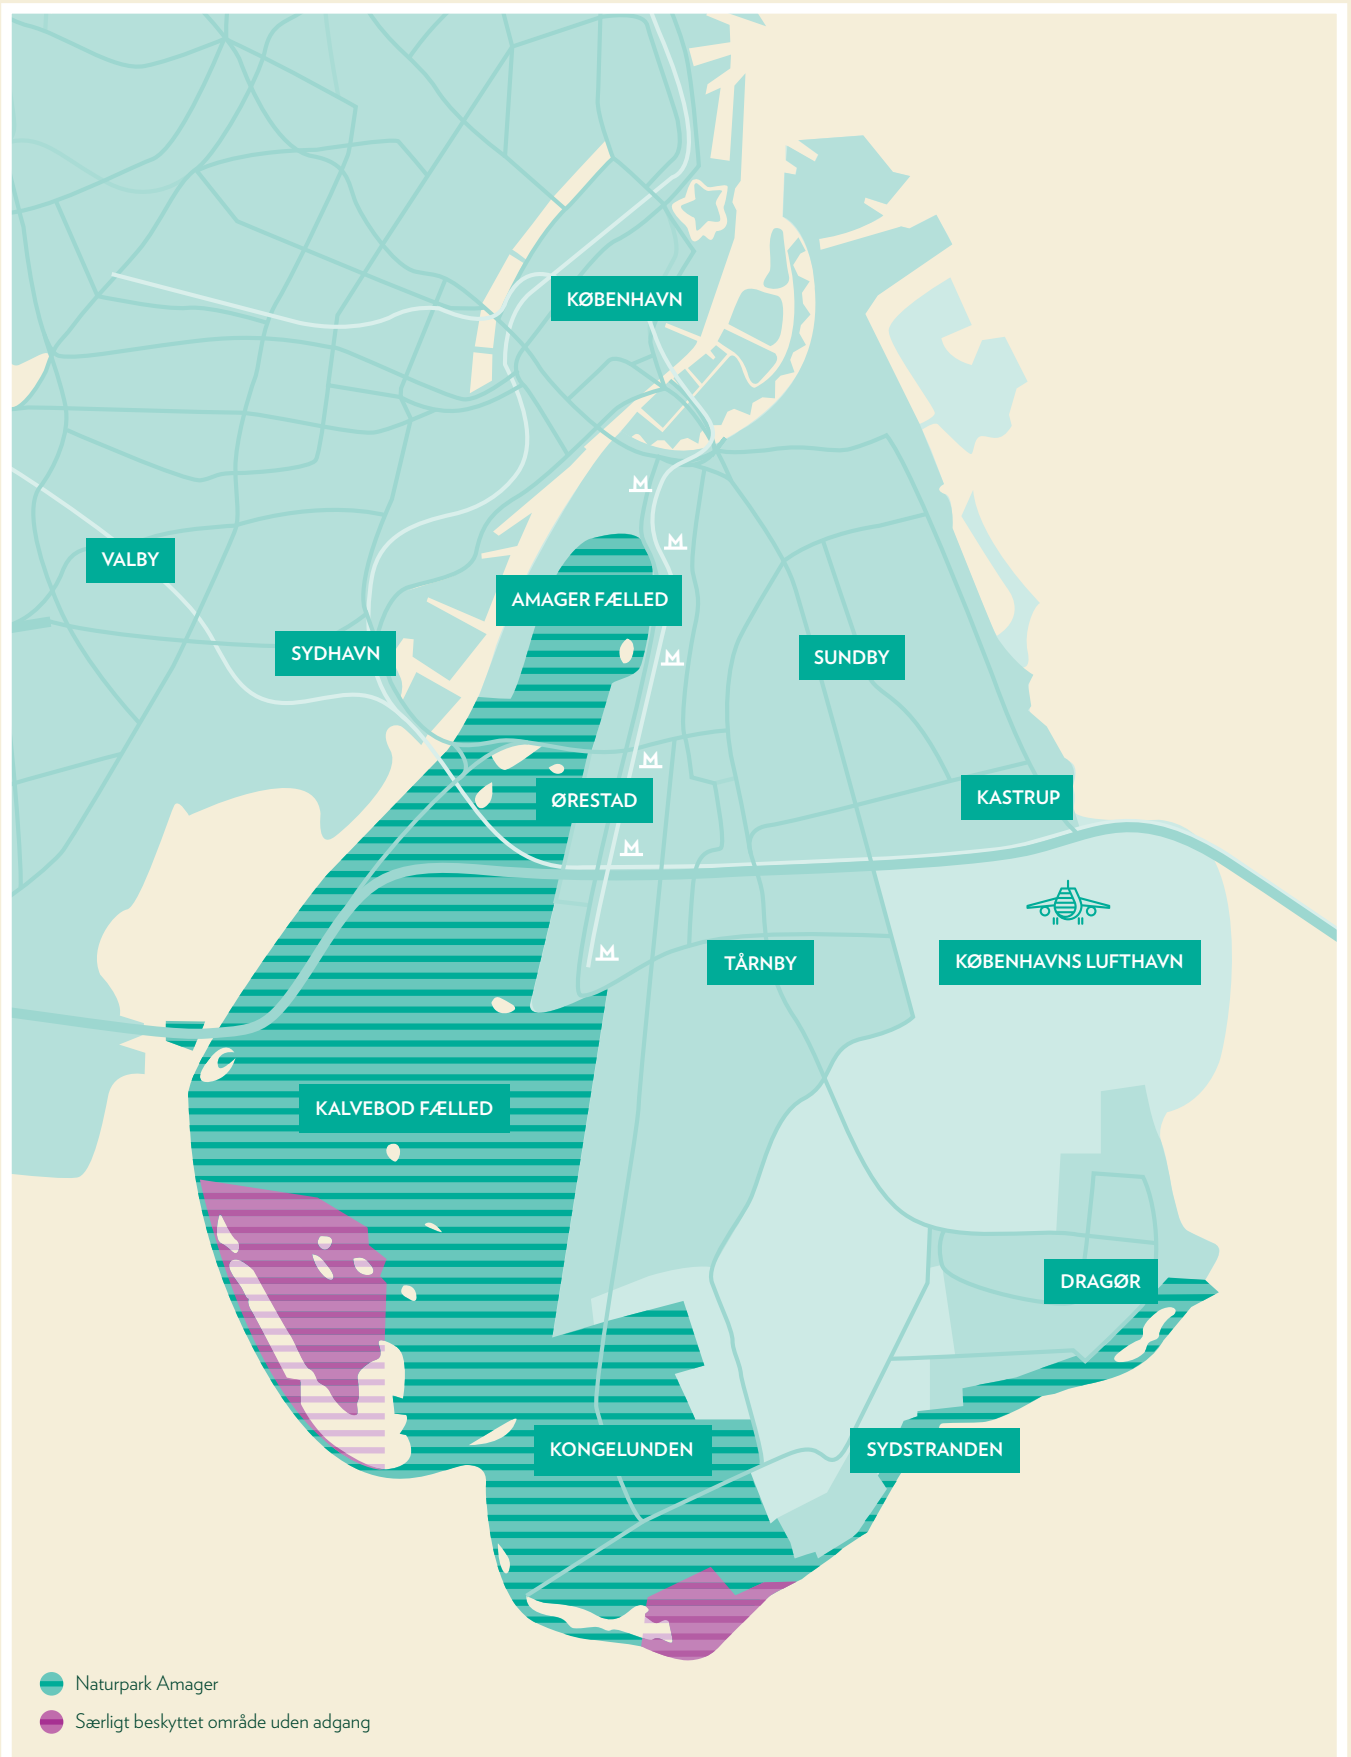 KØBENHAVN
M
M
VALBY
AMAGER FÆLLED
SYDHAVN
M
SUNDBY
M
ØRESTAD
KASTRUP
M
M
TÅRNBY
KØBENHAVNS LUFTHAVN
KALVEBOD FÆLLED
DRAGØR
KONGELUNDEN
SYDSTRANDEN
Naturpark Amager
Særligt beskyttet område uden adgang